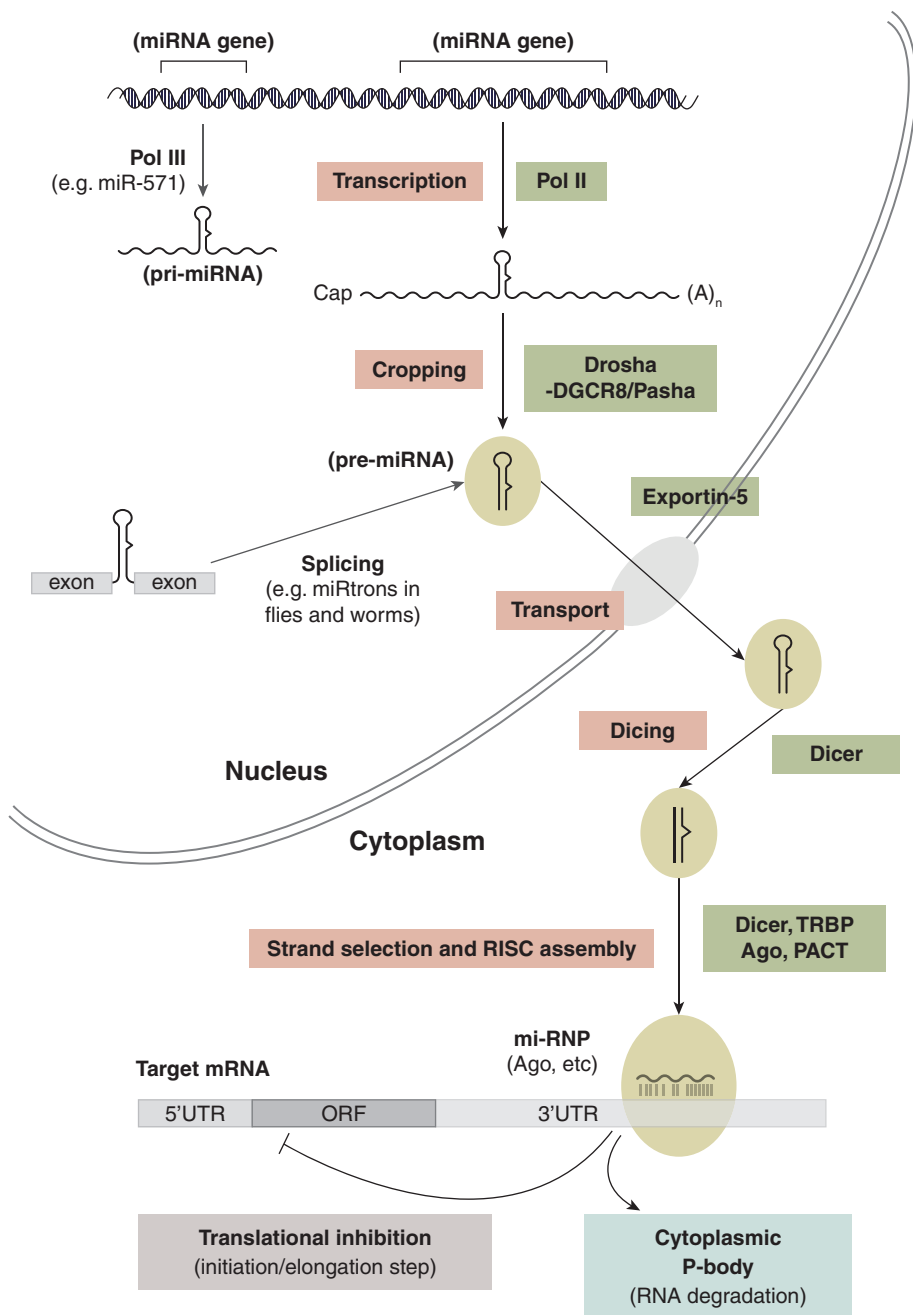 (miRNA gene)
(miRNA gene)
Pol III
(e.g. miR-571)
Transcription
Pol II
(pri-miRNA)
Cap
(A)n
Cropping
Drosha
-DGCR8/Pasha
(pre-miRNA)
Exportin-5
exon
exon
Splicing
(e.g. miRtrons in
flies and worms)
Transport
Dicing
Dicer
Nucleus
Cytoplasm
Strand selection and RISC assembly
Dicer, TRBP
Ago, PACT
mi-RNP
(Ago, etc)
Target mRNA
5'UTR
ORF
3'UTR
Translational inhibition
(initiation/elongation step)
Cytoplasmic
P-body
(RNA degradation)